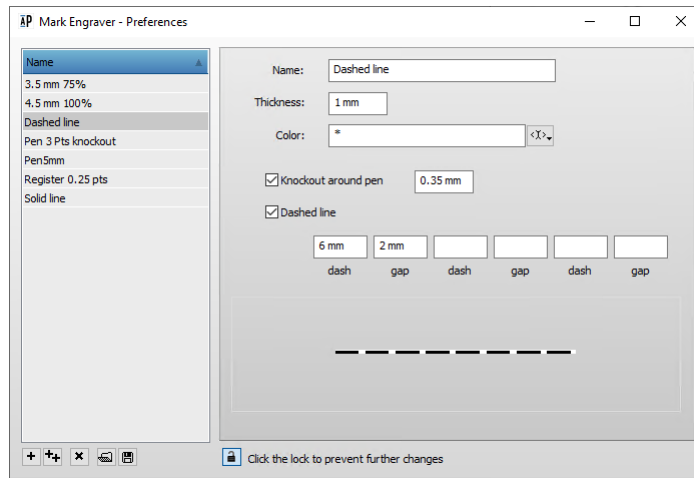 AP Mark Engraver - Preferences
Name
3.5 mm 75%
4.5 mm 100%
Dashed line
Pen 3 Pts knockout
Pen5mm
Register 0.25 pts
Solid line
Name: Dashed line
Thickness: 1 mm
Color: *
Knockout around pen 0.35 mm
Dashed line
6 mm 2 mm
dash gap dash gap dash gap
Click the lock to prevent further changes